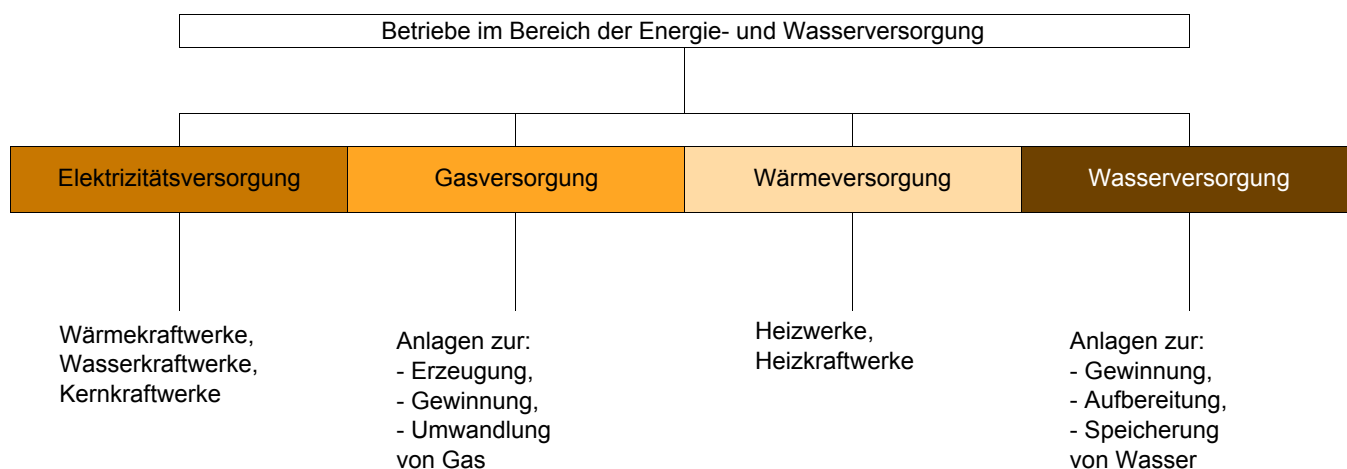 Betriebe im Bereich der Energie- und Wasserversorgung
Elektrizitätsversorgung
Gasversorgung
Wärmeversorgung
Wasserversorgung
Wärmekraftwerke,
Wasserkraftwerke,
Kernkraftwerke
Anlagen zur:
- Erzeugung,
- Gewinnung,
- Umwandlung
von Gas
Heizwerke,
Heizkraftwerke
Anlagen zur:
- Gewinnung,
- Aufbereitung,
- Speicherung
von Wasser